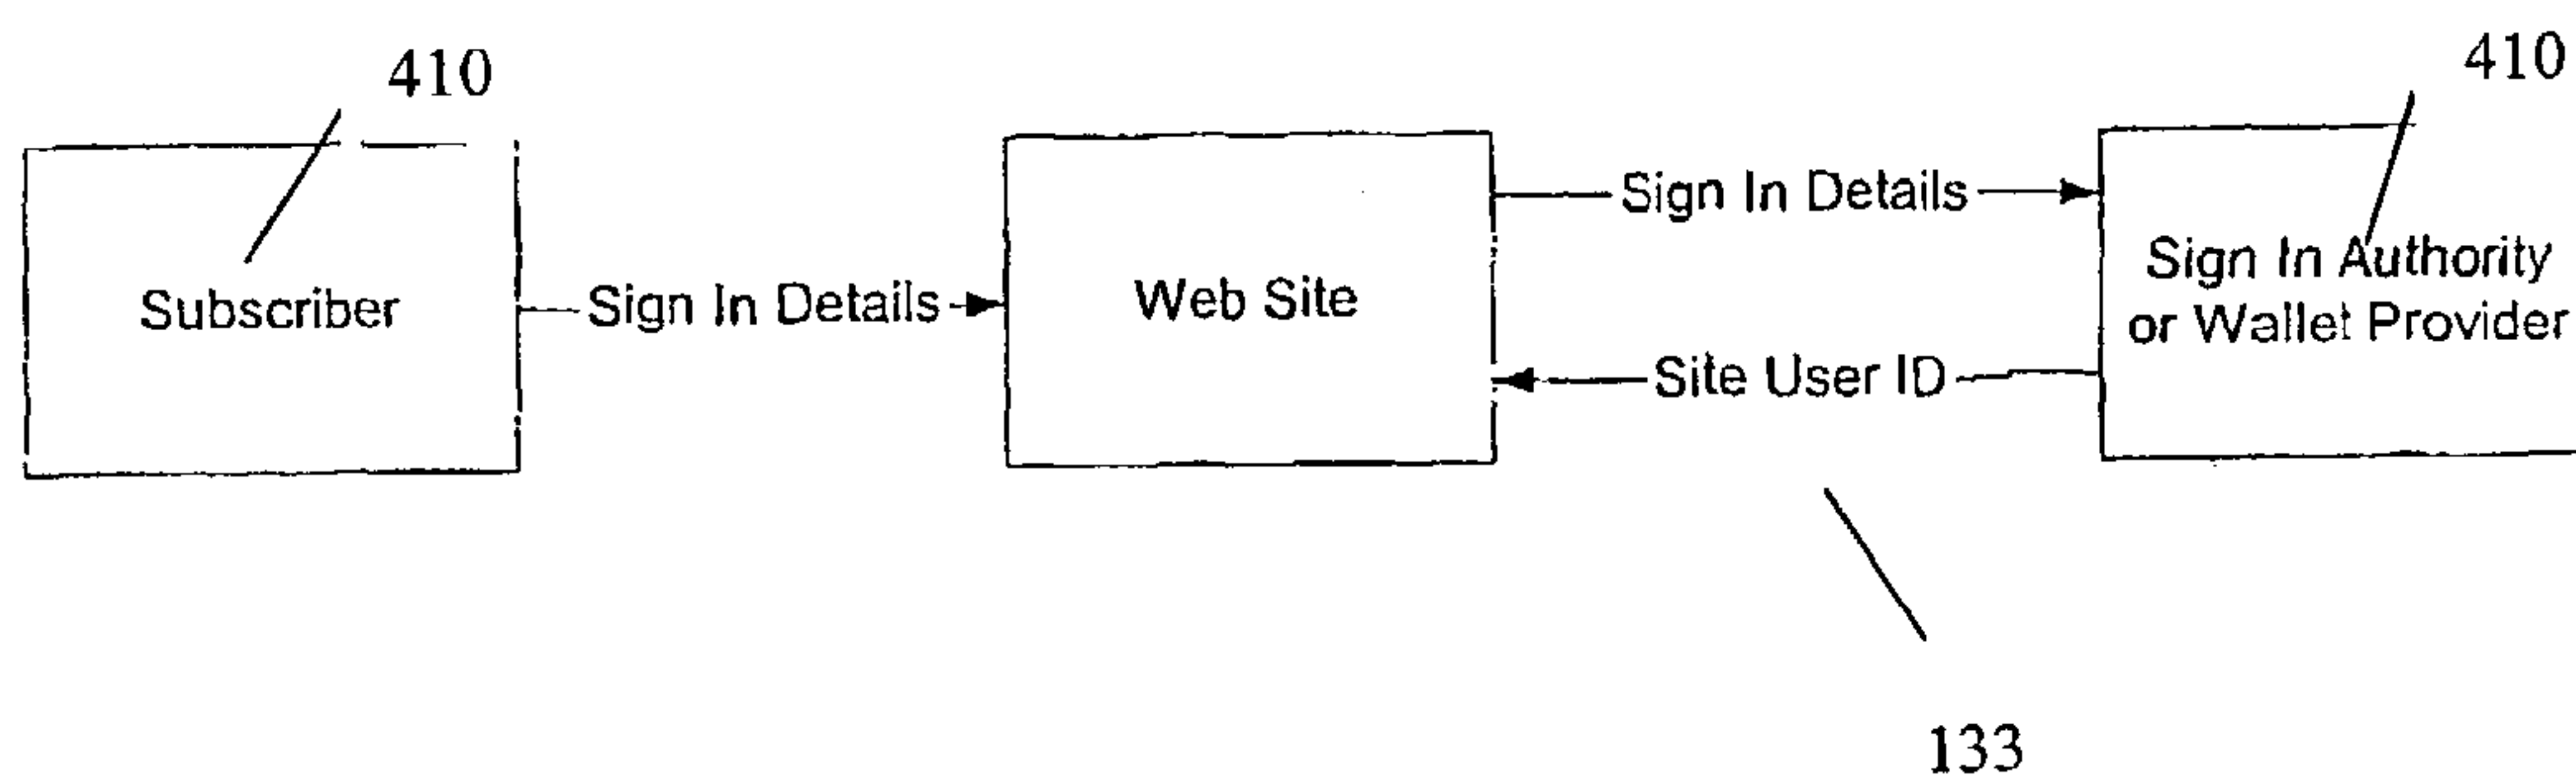 410
410
Sign In Details
Sign In Authority
or Wallet Provider
Subscriber
Sign In Details
Web Site
Site User ID
133